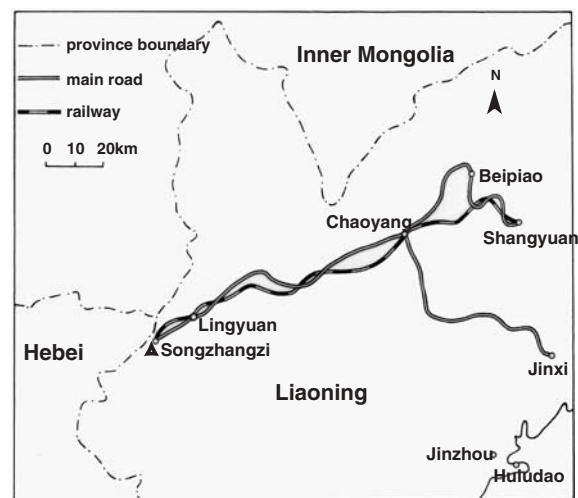 province boundary
main road
railway
0 10 20km
Inner Mongolia
N
Beipiao
Chaoyang
Shangyuan
Lingyuan
Hebei
Songzhangzi
Jinxi
Liaoning
Jinzhou
Huludao